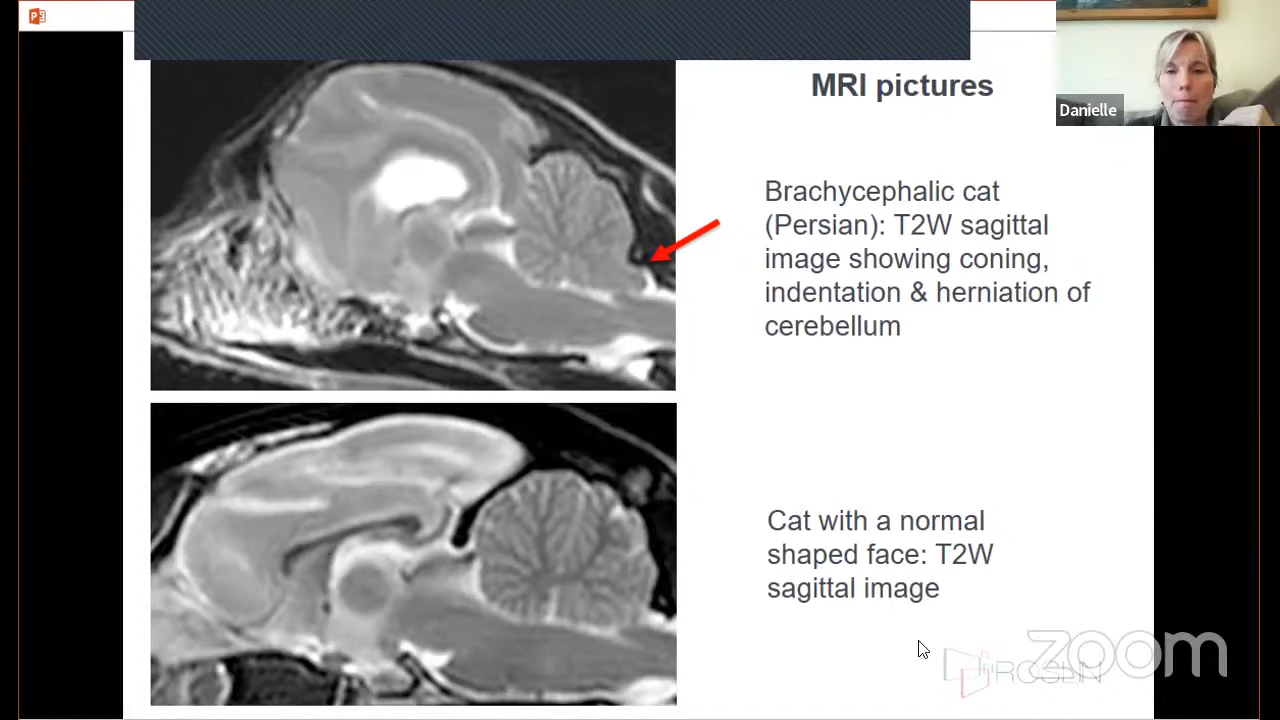 MRI pictures
Danielle
Brachycephalic cat
(Persian): T2W sagittal
image showing coning,
indentation & herniation of
cerebellum
Cat with a normal
shaped face: T2W
sagittal image
zoom
ROSLIN